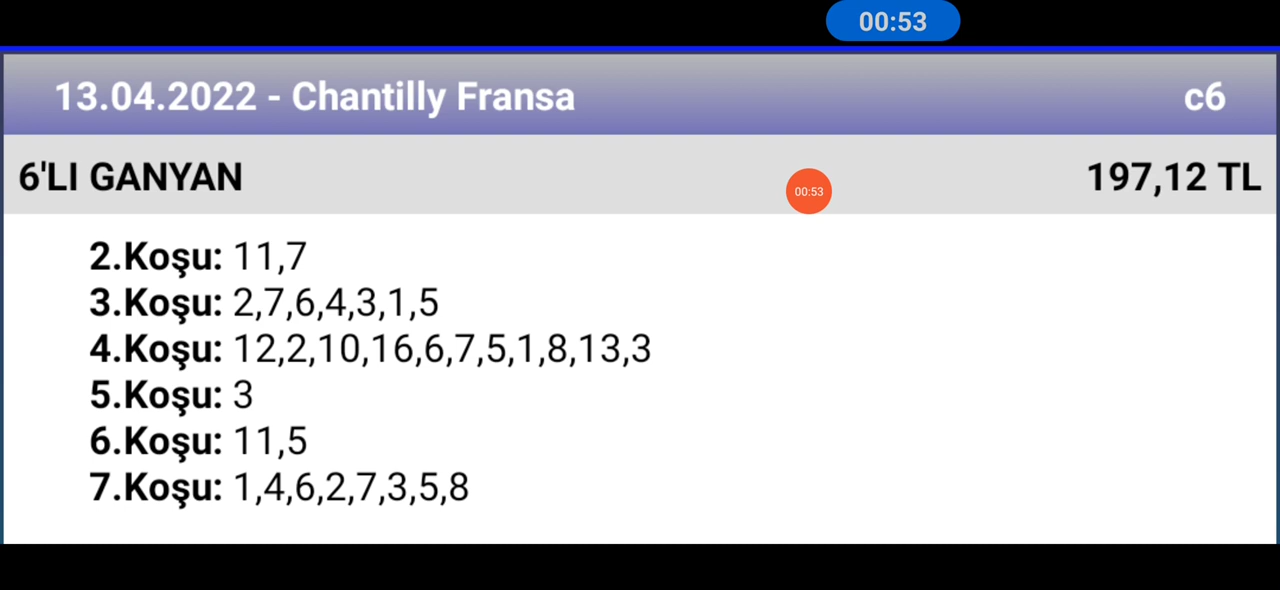 00:53
13.04.2022 - Chantilly Fransa c6
6'LI GANYAN 197,12 TL
00:53
2.Koşu: 11,7
3.Koşu: 2,7,6,4,3,1,5
4.Koşu: 12,2,10,16,6,7,5,1,8,13,3
5.Koşu: 3
6.Koşu: 11,5
7.Koşu: 1,4,6,2,7,3,5,8